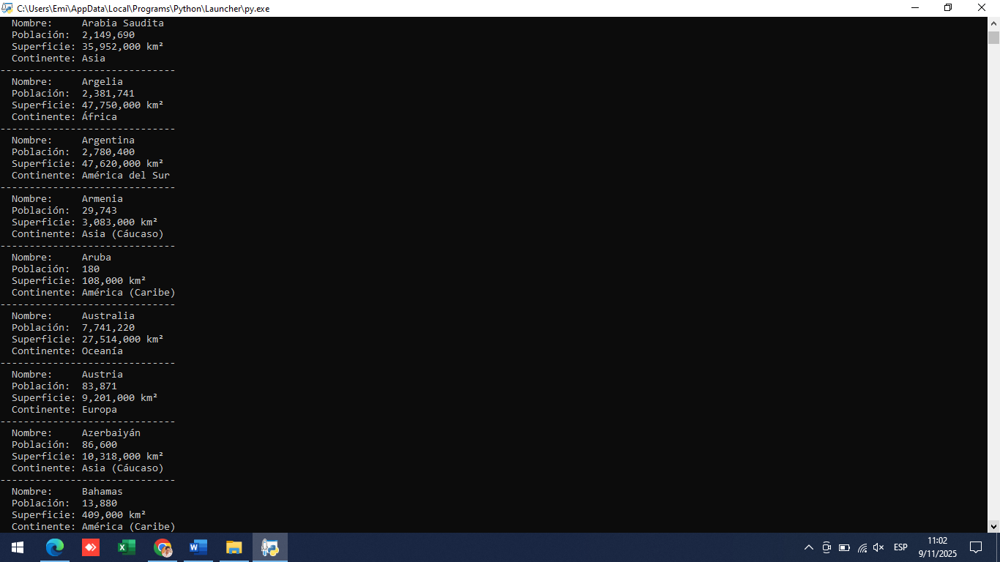 C:\Users\Emi\AppData\Local\Programs\Python\Launcher\py.exe
Nombre: Arabia Saudita
Población: 2,149,690
Superficie: 35,952,000 km²
Continente: Asia
------------------------------
Nombre: Argelia
Población: 2,381,741
Superficie: 47,750,000 km²
Continente: África
------------------------------
Nombre: Argentina
Población: 2,780,400
Superficie: 47,620,000 km²
Continente: América del Sur
------------------------------
Nombre: Armenia
Población: 29,743
Superficie: 3,083,000 km²
Continente: Asia (Cáucaso)
------------------------------
Nombre: Aruba
Población: 180
Superficie: 108,000 km²
Continente: América (Caribe)
------------------------------
Nombre: Australia
Población: 7,741,220
Superficie: 27,514,000 km²
Continente: Oceanía
------------------------------
Nombre: Austria
Población: 83,871
Superficie: 9,201,000 km²
Continente: Europa
------------------------------
Nombre: Azerbaiyán
Población: 86,600
Superficie: 10,318,000 km²
Continente: Asia (Cáucaso)
------------------------------
Nombre: Bahamas
Población: 13,880
Superficie: 409,000 km²
Continente: América (Caribe)
ESP
11:02
9/11/2025